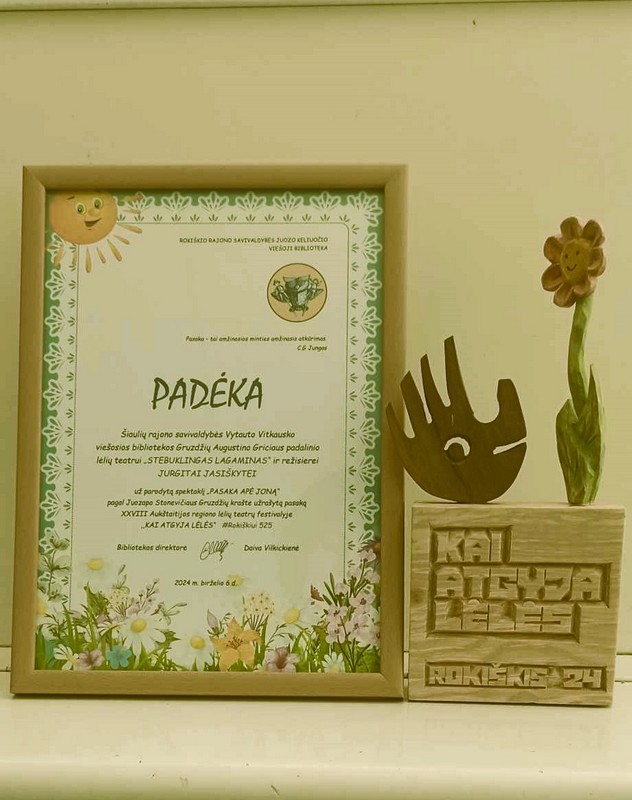 ROKIŠKIO RAJONO SAVIVALDYBĖS JUOZO KELIUOČIO
VIEŠOJI BIBLIOTEKA
Pasaka - tai amžinosios minties amžinasis atkūrimas.
C.G Jungas
PADĖKA
Šiaulių rajono savivaldybės Vytauto Vitkausko
viešosios bibliotekos Gruzdžių Augustino Griciaus padalinio
lėlių teatrui „STEBUKLINGAS LAGAMINAS" ir režisierei
JURGITAI JASIŠKYTEI
už parodytą spektaklį „PASAKA APĖ JONĄ"
pagal Juozapo Stonevičiaus Gruzdžių krašte užrašytą pasaką
XXVIII Aukštaitijos regiono lėlių teatrų festivalyje
„KAI ATGYJA LĖLĖS" #Rokiškiui 525
Bibliotekos direktorė Daiva Vilkickienė
2024 m. birželio 6 d.
KAI
ATGYJA
LĖLĖS
ROKIŠKIS 24